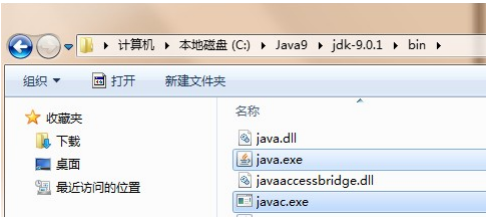 计算机 ▸ 本地磁盘 (C:) ▸ Java9 ▸ jdk-9.0.1 ▸ bin ▸
组织 ▼ 打开 新建文件夹
收藏夹
下载
桌面
最近访问的位置
名称
java.dll
java.exe
javaaccessbridge.dll
javac.exe